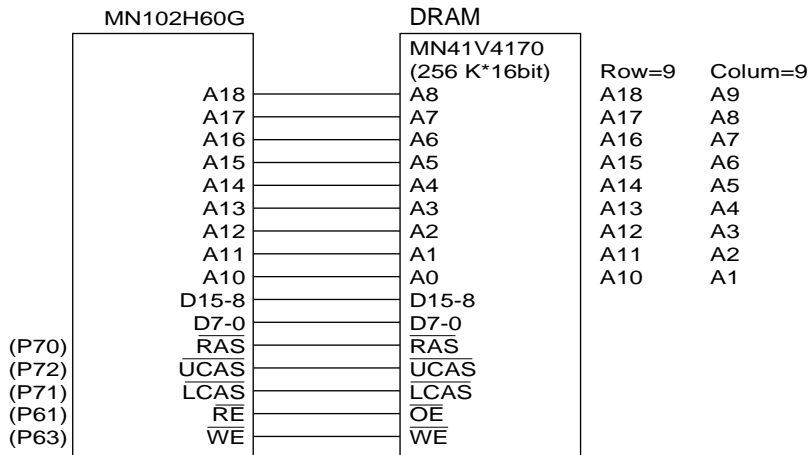 MN102H60G DRAM
MN41V4170
(256 K*16bit) Row=9 Colum=9
A18 A8 A18 A9
A17 A7 A17 A8
A16 A6 A16 A7
A15 A5 A15 A6
A14 A4 A14 A5
A13 A3 A13 A4
A12 A2 A12 A3
A11 A1 A11 A2
A10 A0 A10 A1
D15-8 D15-8
D7-0 D7-0
(P70) RAS RAS
(P72) UCAS UCAS
(P71) LCAS LCAS
(P61) RE OE
(P63) WE WE